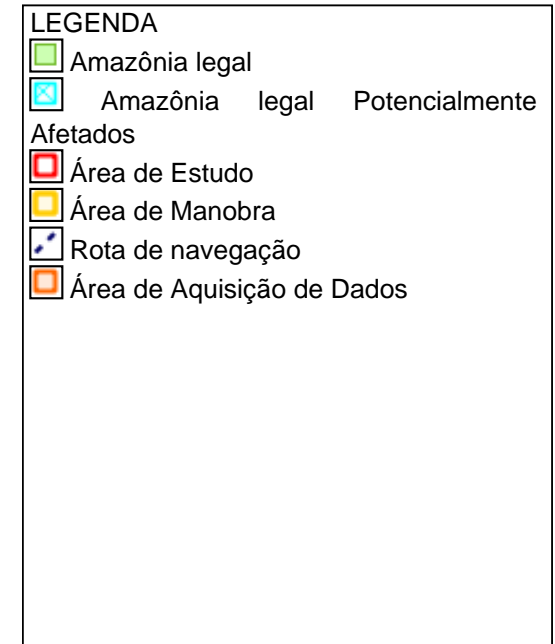 LEGENDA
Amazônia legal
Amazônia legal Potencialmente
Afetados
Área de Estudo
Área de Manobra
Rota de navegação
Área de Aquisição de Dados